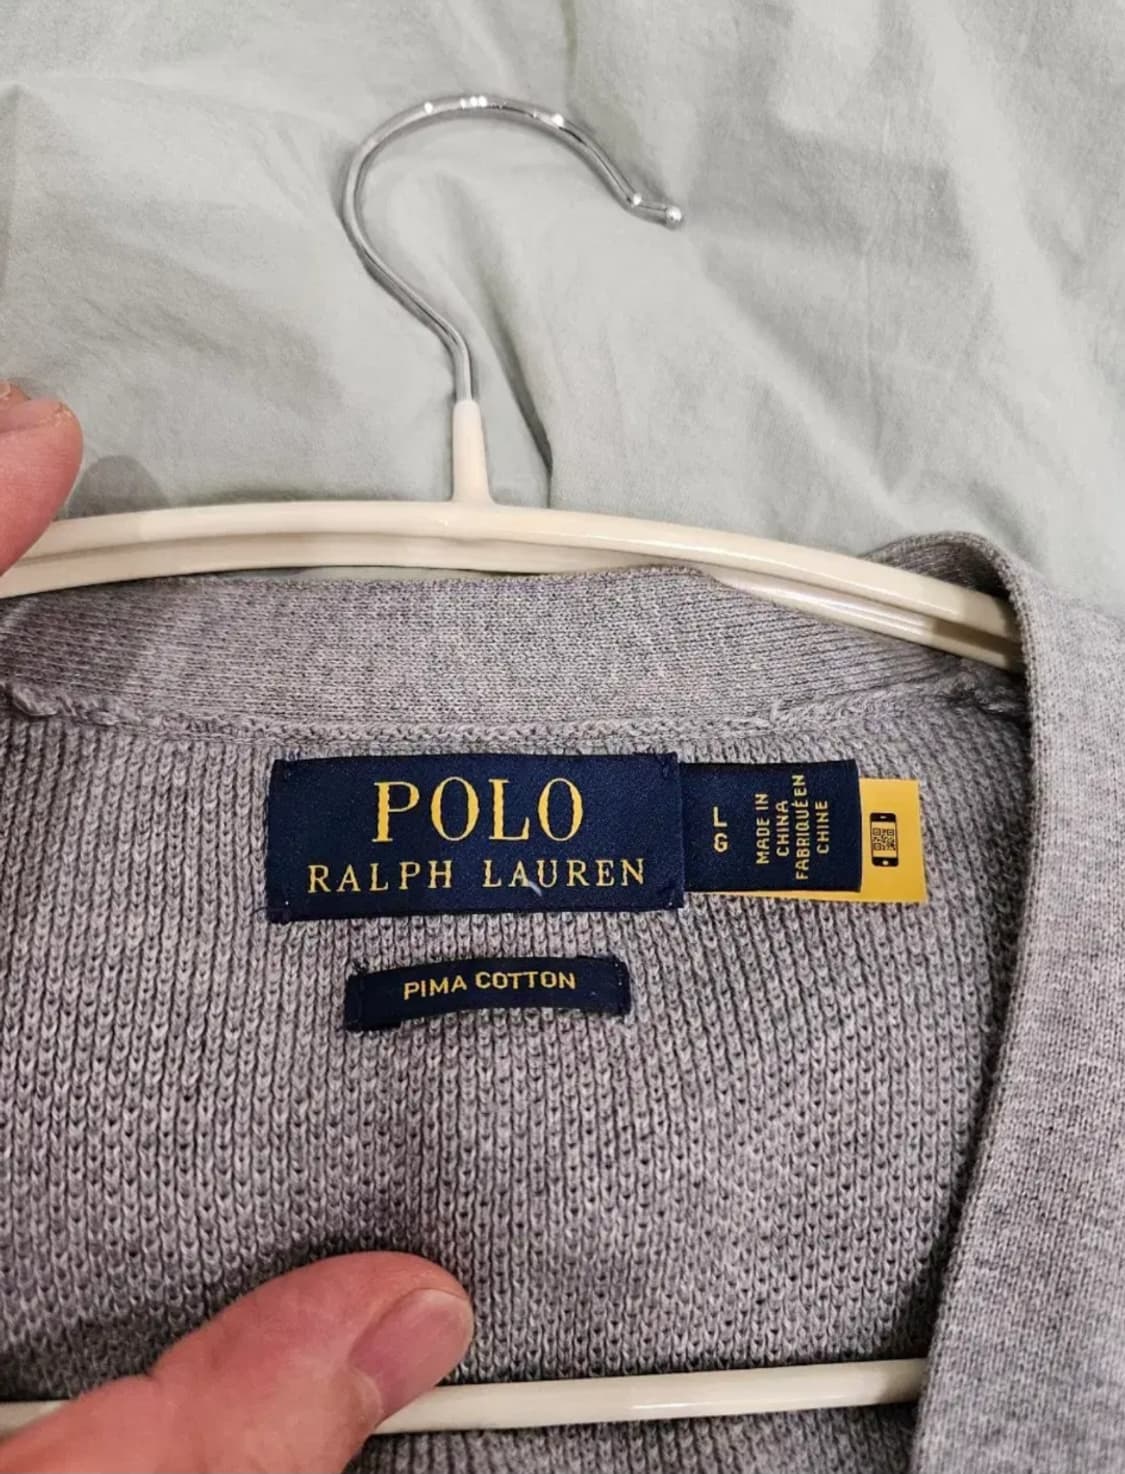 POLO
RALPH LAUREN
L
G
MADE IN
CHINA
FABRIQUÉ EN
CHINE
PIMA COTTON